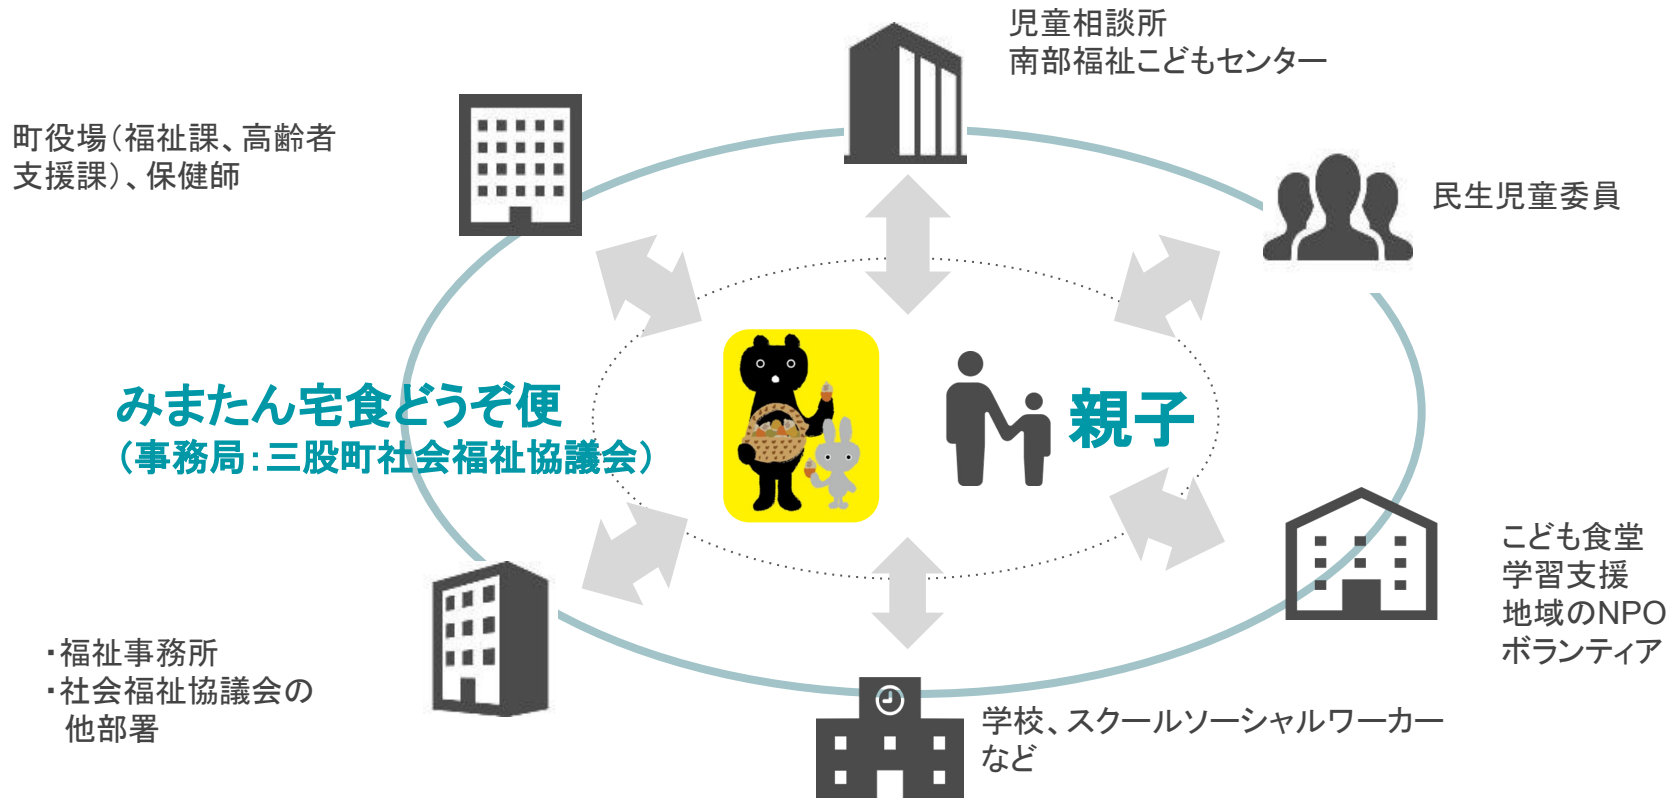 児童相談所
南部福祉こどもセンター
町役場（福祉課、高齢者
支援課）、保健師
民生児童委員
みまたん宅食どうぞ便
（事務局：三股町社会福祉協議会）
親子
こども食堂
学習支援
地域のNPO
ボランティア
・福祉事務所
・社会福祉協議会の
他部署
学校、スクールソーシャルワーカー
など